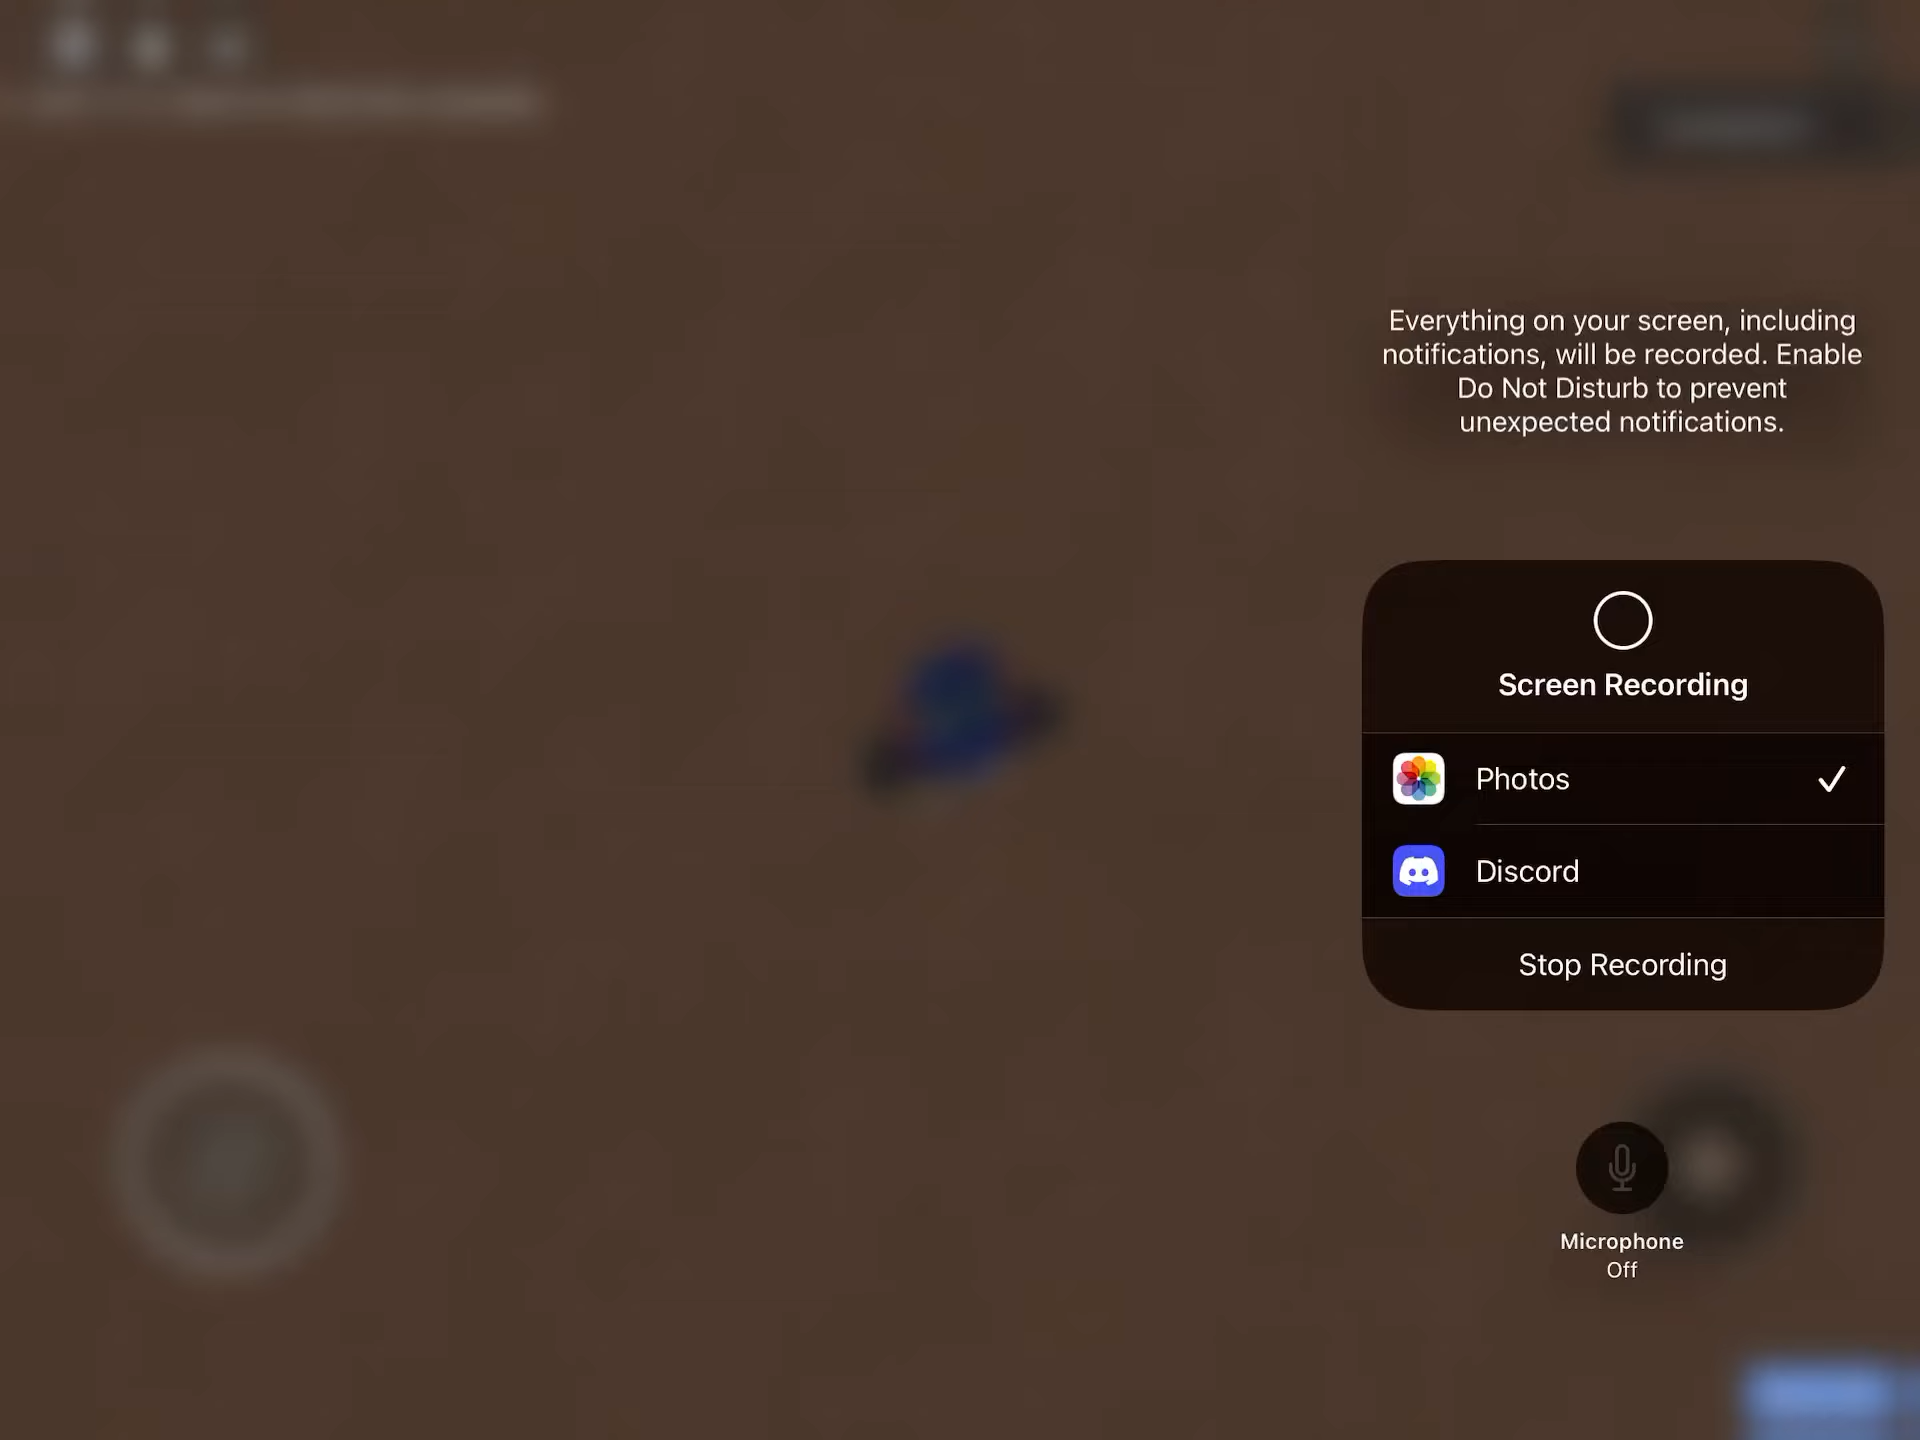 Everything on your screen, including
notifications, will be recorded. Enable
Do Not Disturb to prevent
unexpected notifications.
Screen Recording
Photos
Discord
Stop Recording
Microphone
Off